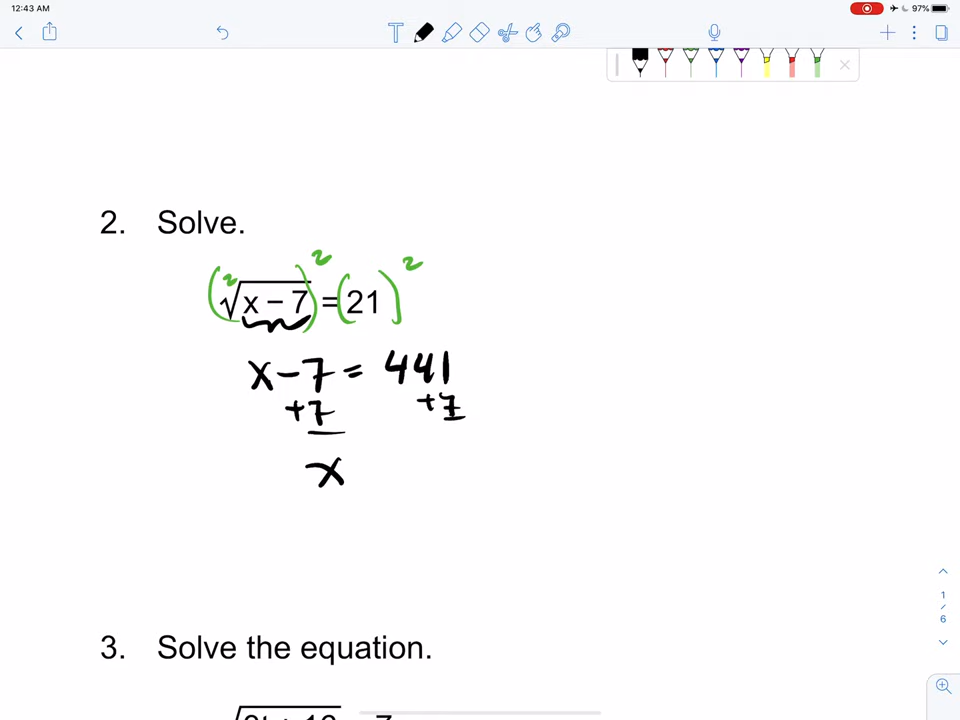 12:43 AM 97%
T
2. Solve.
(²√x − 7)² = (21)²
x − 7 = 441
+7 +7
x
1
/
6
3. Solve the equation.